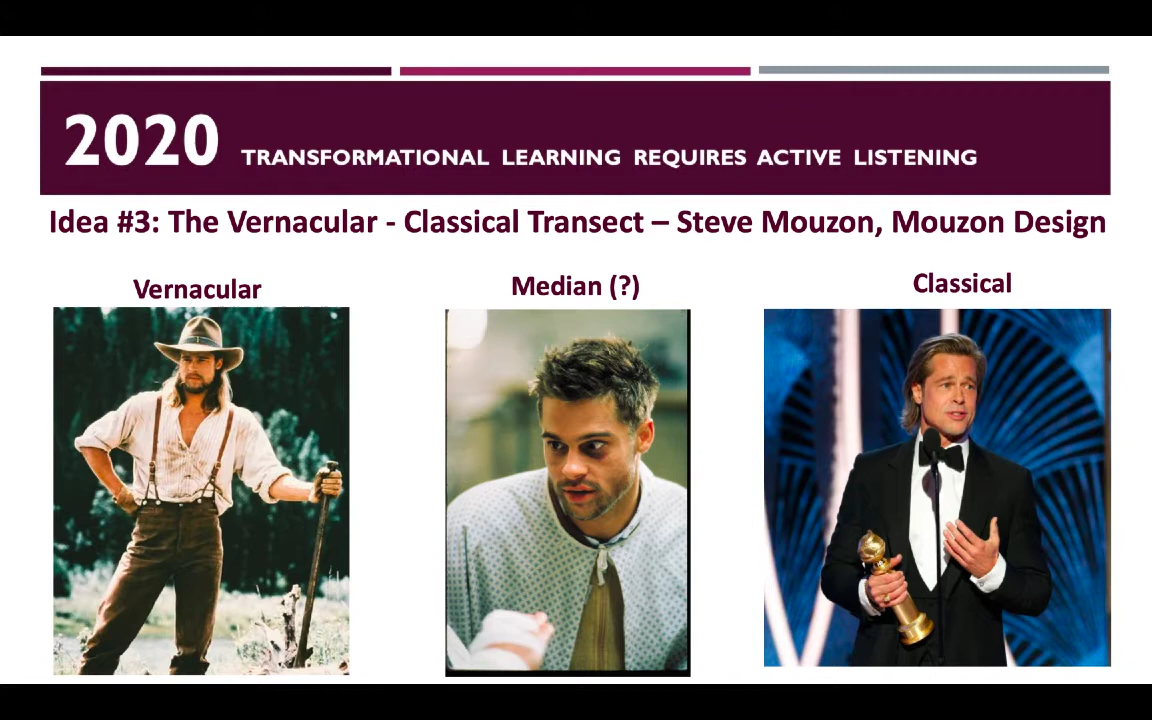 2020 TRANSFORMATIONAL LEARNING REQUIRES ACTIVE LISTENING
Idea #3: The Vernacular - Classical Transect – Steve Mouzon, Mouzon Design
Vernacular
Median (?)
Classical